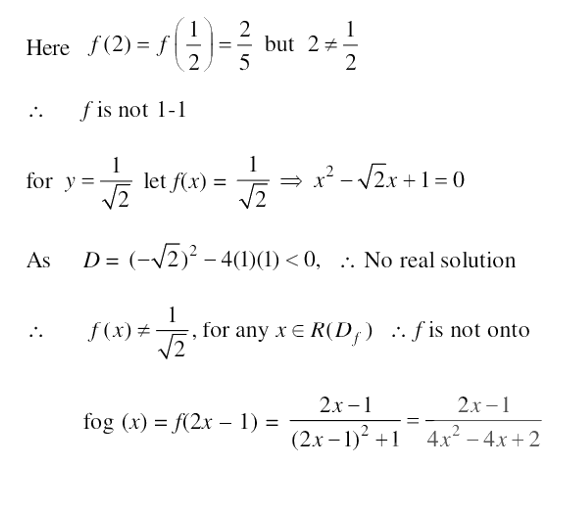 Here f(2) = f(1/2) = 2/5 but 2 ≠ 1/2
∴ f is not 1-1
for y = 1/√2 let f(x) = 1/√2 ⇒ x² − √2x + 1 = 0
As D = (−√2)² − 4(1)(1) < 0, ∴ No real solution
∴ f(x) ≠ 1/√2, for any x ∈ R(D_f) ∴ f is not onto
fog (x) = f(2x − 1) = (2x−1)/((2x−1)² + 1) = (2x−1)/(4x² − 4x + 2)